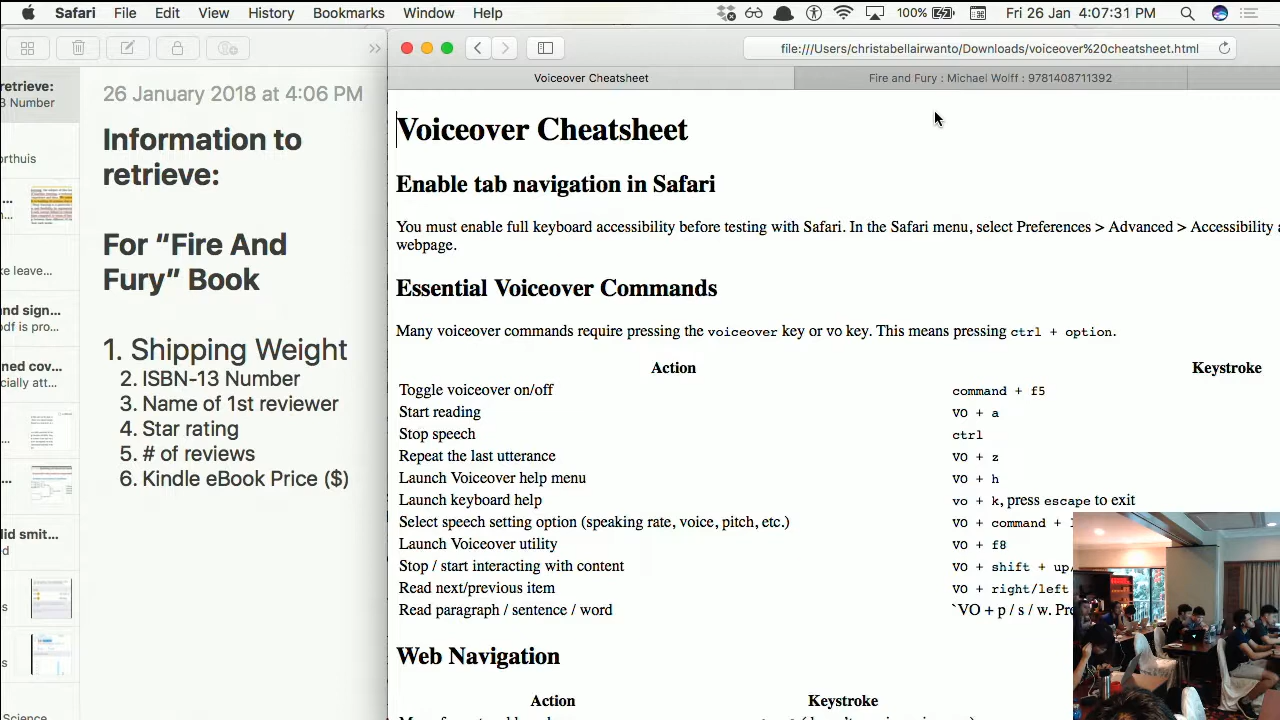 Safari File Edit View History Bookmarks Window Help 100% Fri 26 Jan 4:07:31 PM
file:///Users/christabellairwanto/Downloads/voiceover%20cheatsheet.html
Voiceover Cheatsheet
Fire and Fury : Michael Wolff : 9781408711392
retrieve:
3 Number
orthuis
...
n...
ke leave...
and sign...
odf is pro...
ned cov...
cially att...
...
...
lid smit...
ed
s
s
Science
26 January 2018 at 4:06 PM
Information to
retrieve:
For “Fire And
Fury” Book
1. Shipping Weight
2. ISBN-13 Number
3. Name of 1st reviewer
4. Star rating
5. # of reviews
6. Kindle eBook Price ($)
Voiceover Cheatsheet
Enable tab navigation in Safari
You must enable full keyboard accessibility before testing with Safari. In the Safari menu, select Preferences > Advanced > Accessibility a
webpage.
Essential Voiceover Commands
Many voiceover commands require pressing the voiceover key or vo key. This means pressing ctrl + option.
Action Keystroke
Toggle voiceover on/off command + f5
Start reading vo + a
Stop speech ctrl
Repeat the last utterance vo + z
Launch Voiceover help menu vo + h
Launch keyboard help vo + k, press escape to exit
Select speech setting option (speaking rate, voice, pitch, etc.) vo + command +
Launch Voiceover utility vo + f8
Stop / start interacting with content vo + shift + up/
Read next/previous item vo + right/left
Read paragraph / sentence / word `VO + p / s / w. Pre
Web Navigation
Action Keystroke